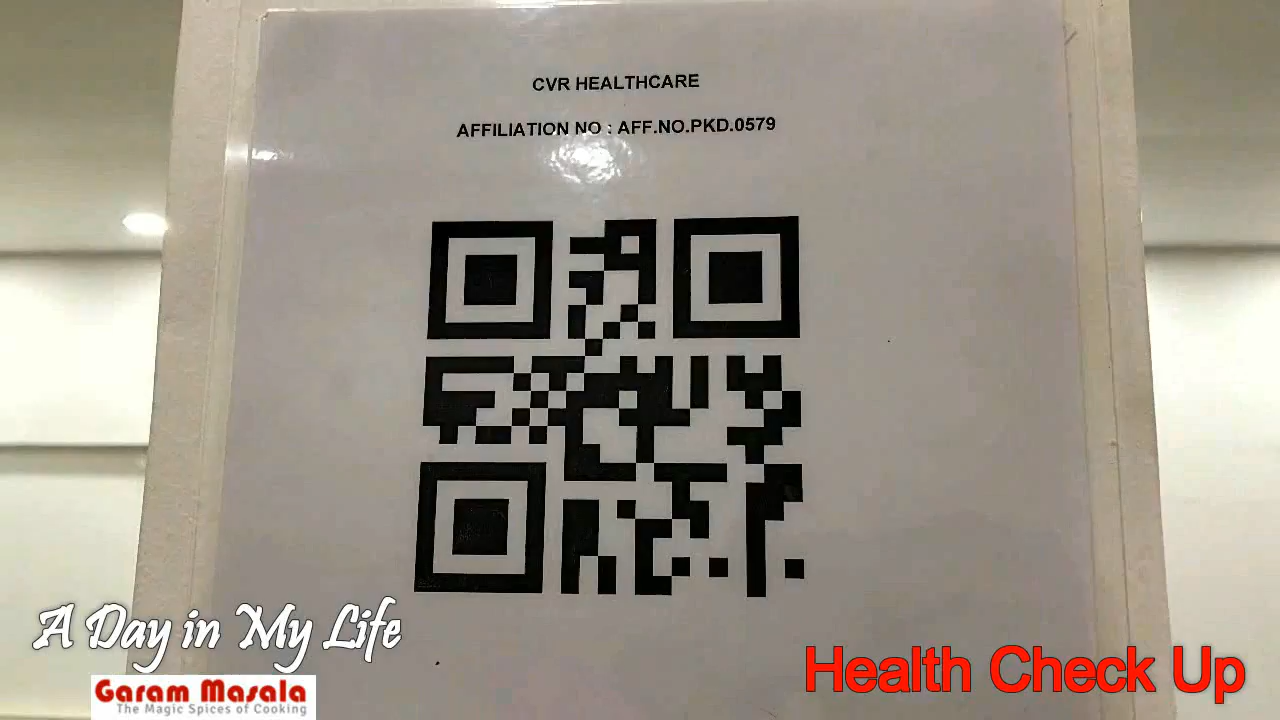 CVR HEALTHCARE
AFFILIATION NO : AFF.NO.PKD.0579
A Day in My Life
Health Check Up
Garam Masala
The Magic Spices of Cooking